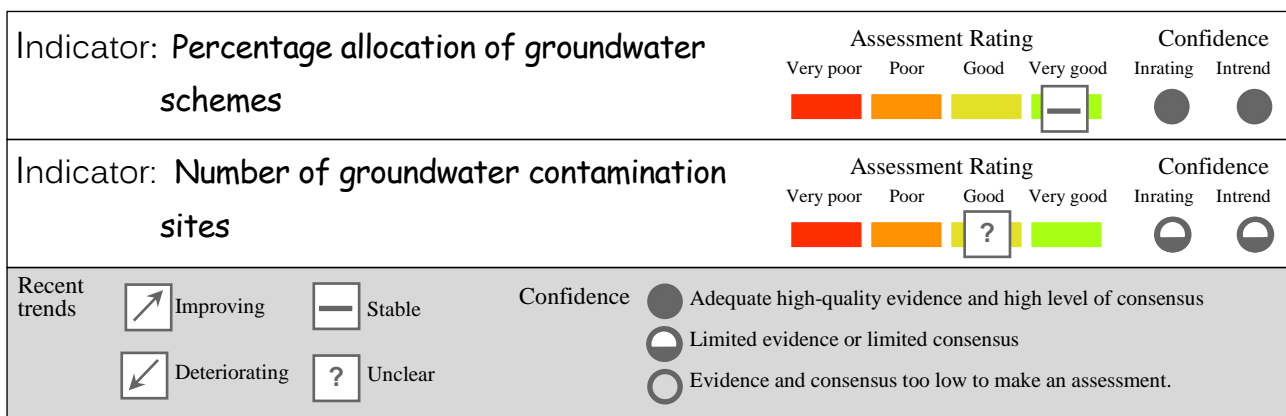 Indicator: Percentage allocation of groundwater
schemes
Assessment Rating
Confidence
Very poor Poor Good Very good Inrating Intrend
Indicator: Number of groundwater contamination
sites
Assessment Rating
Confidence
Very poor Poor Good Very good Inrating Intrend
?
Recent
trends
Improving
Stable
Deteriorating
? Unclear
Confidence
Adequate high-quality evidence and high level of consensus
Limited evidence or limited consensus
Evidence and consensus too low to make an assessment.